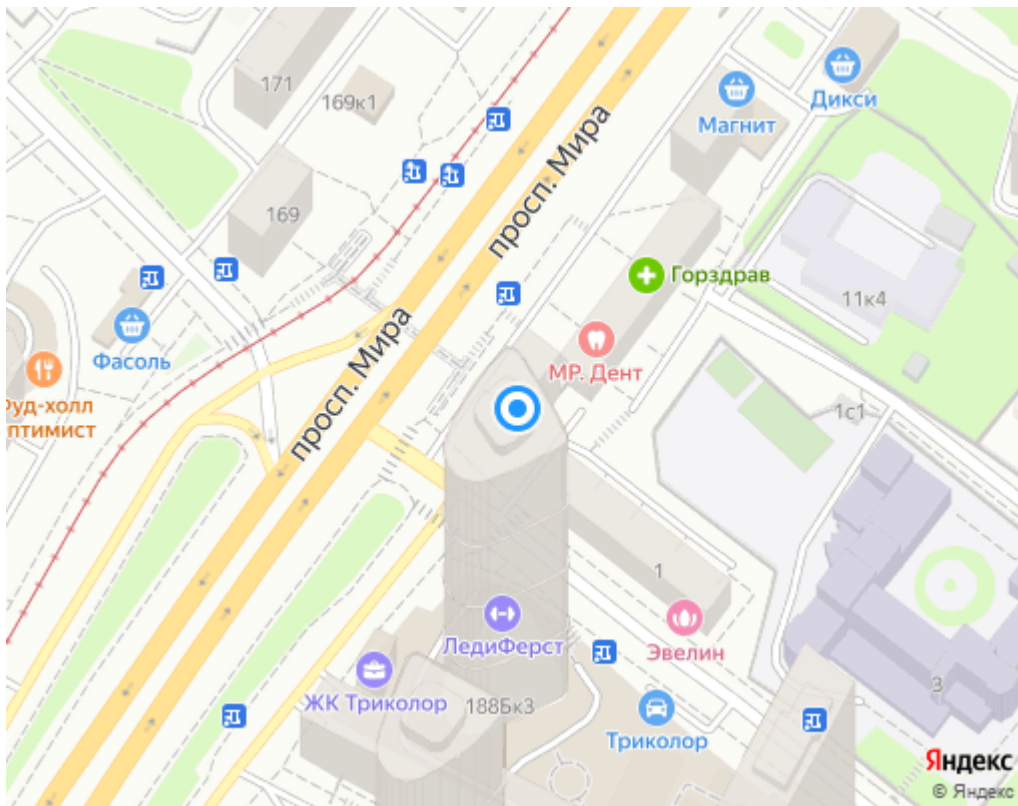 171
169к1
Дикси
Магнит
просп. Мира
169
Горздрав
11к4
Фасоль
МР. Дент
просп. Мира
1с1
Фуд-холл
птимист
1
ЛедиФерст
Эвелин
3
ЖК Триколор
188Бк3
Триколор
Яндекс
© Яндекс